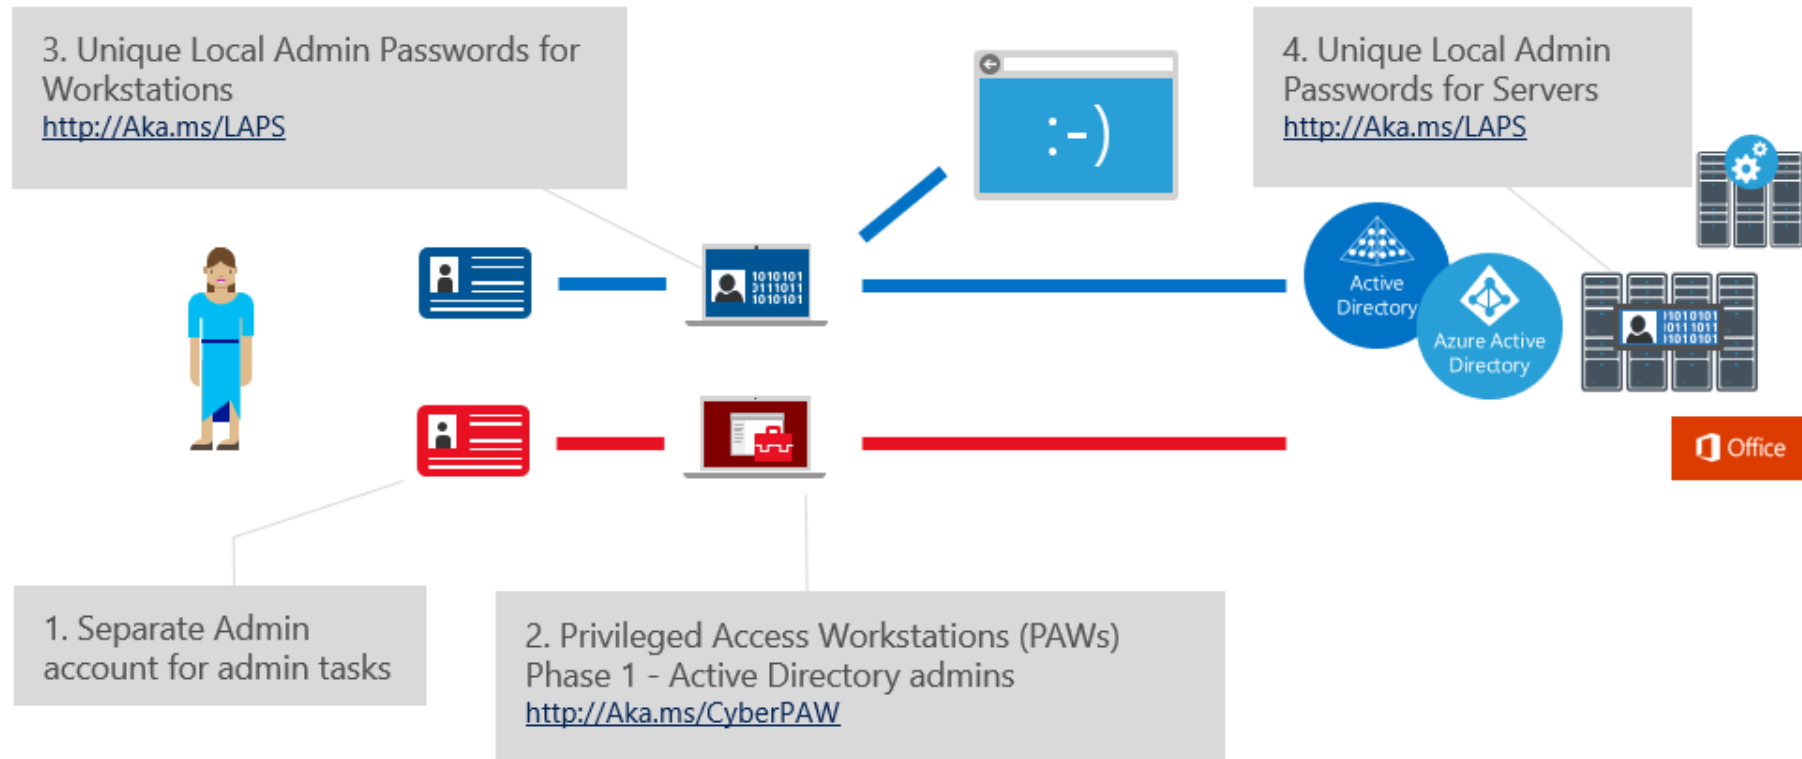 3. Unique Local Admin Passwords for
Workstations
http://Aka.ms/LAPS
:-)
4. Unique Local Admin
Passwords for Servers
http://Aka.ms/LAPS
1010101
0111011
1010101
Active
Directory
Azure Active
Directory
1010101
1011011
1010101
Office
1. Separate Admin
account for admin tasks
2. Privileged Access Workstations (PAWs)
Phase 1 - Active Directory admins
http://Aka.ms/CyberPAW